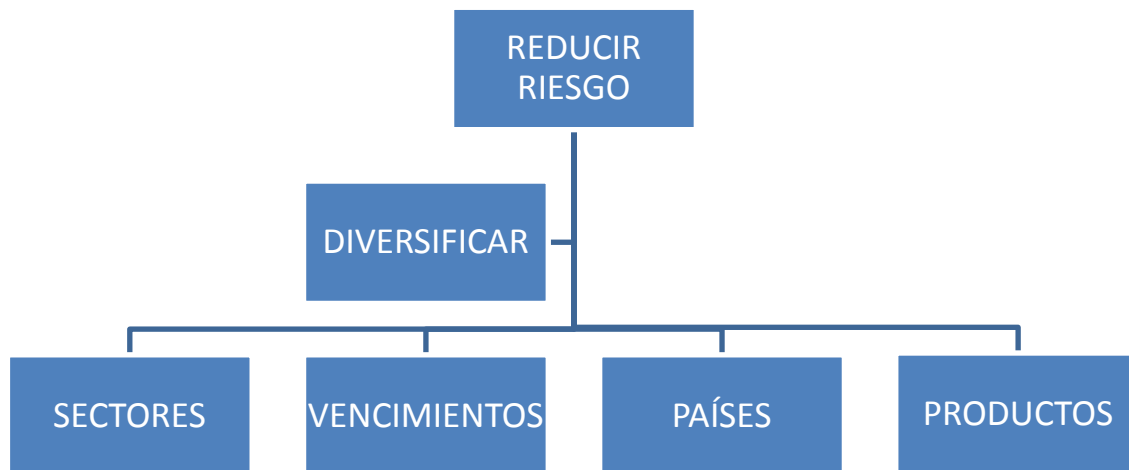 REDUCIR
RIESGO
DIVERSIFICAR
SECTORES
VENCIMIENTOS
PAÍSES
PRODUCTOS